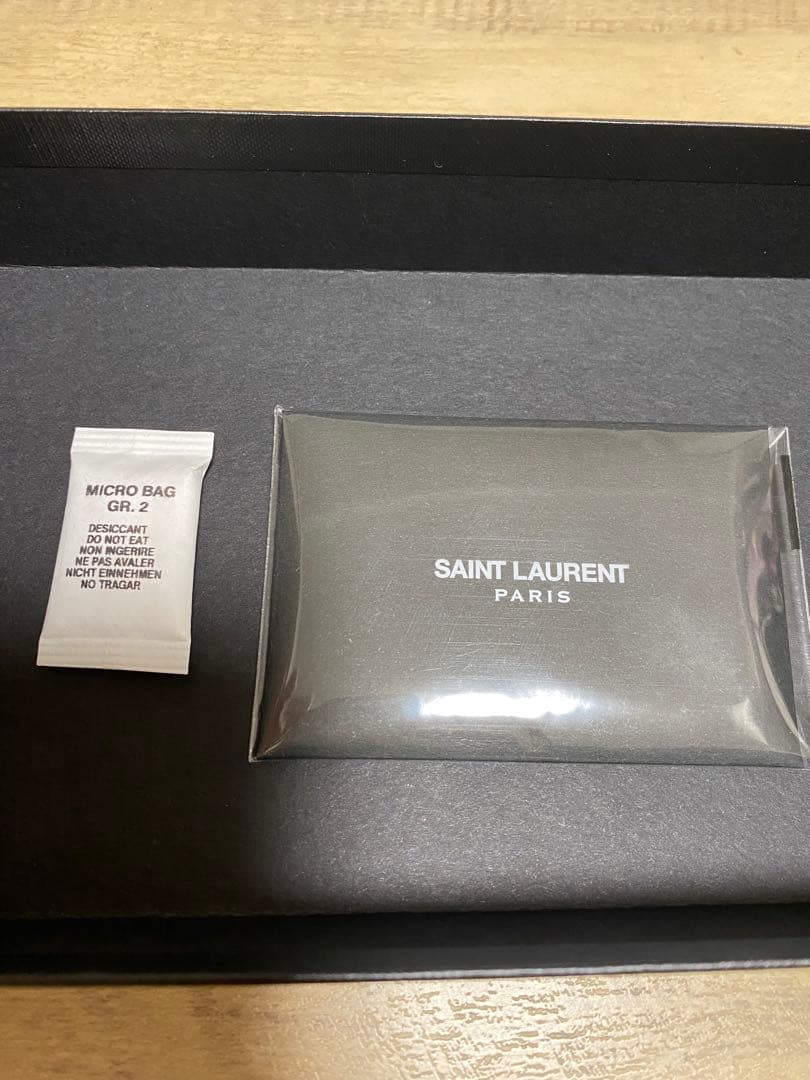 MICRO BAG
GR. 2
DESICCANT
DO NOT EAT
NON INGERIRE
NE PAS AVALER
NICHT EINNEHMEN
NO TRAGAR
SAINT LAURENT
PARIS